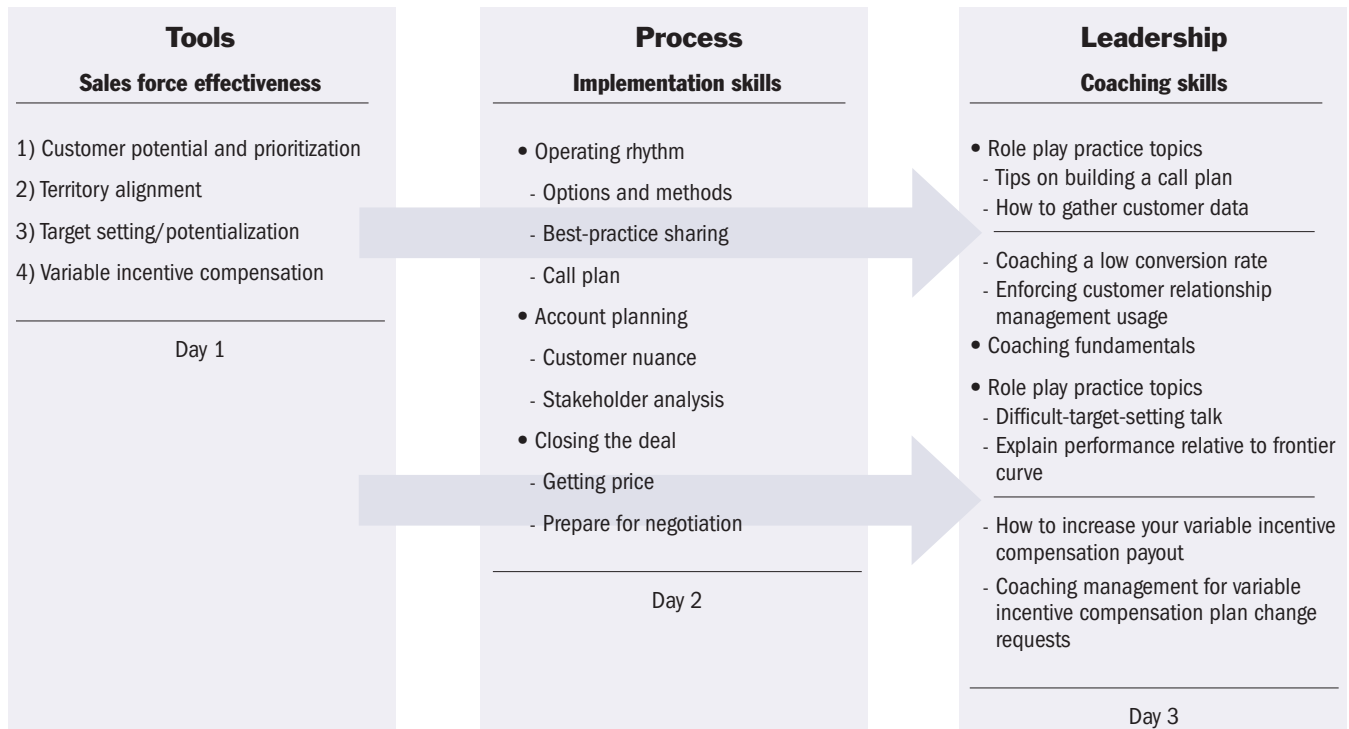 Tools
Sales force effectiveness
1) Customer potential and prioritization
2) Territory alignment
3) Target setting/potentialization
4) Variable incentive compensation
Day 1
Process
Implementation skills
• Operating rhythm
- Options and methods
- Best-practice sharing
- Call plan
• Account planning
- Customer nuance
- Stakeholder analysis
• Closing the deal
- Getting price
- Prepare for negotiation
Day 2
Leadership
Coaching skills
• Role play practice topics
- Tips on building a call plan
- How to gather customer data
- Coaching a low conversion rate
- Enforcing customer relationship
management usage
• Coaching fundamentals
• Role play practice topics
- Difficult-target-setting talk
- Explain performance relative to frontier
curve
- How to increase your variable incentive
compensation payout
- Coaching management for variable
incentive compensation plan change
requests
Day 3